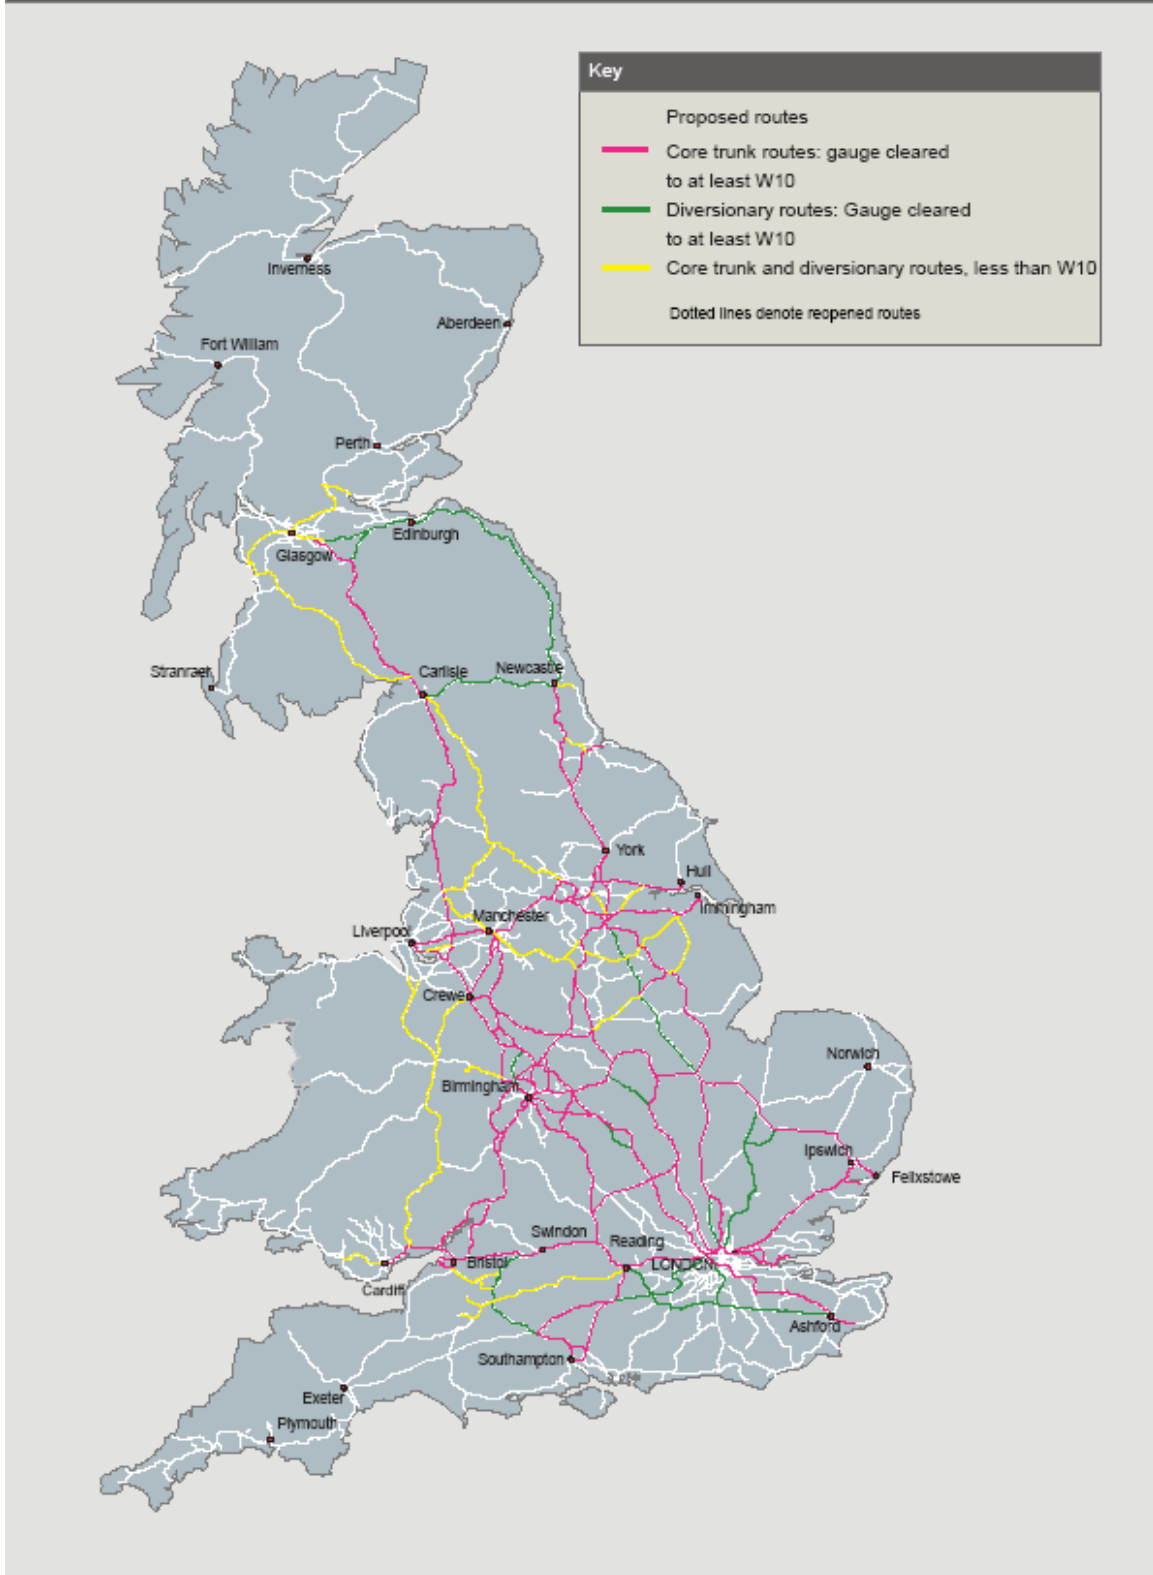 Key
Proposed routes
Core trunk routes: gauge cleared
to at least W10
Diversionary routes: Gauge cleared
to at least W10
Core trunk and diversionary routes, less than W10
Dotted lines denote reopened routes
Inverness
Aberdeen
Fort William
Perth
Edinburgh
Glasgow
Stranraer
Carlisle
Newcastle
York
Hull
Immingham
Manchester
Liverpool
Crewe
Norwich
Birmingham
Ipswich
Felixstowe
Swindon
Reading
Bristol
LONDON
Cardiff
Ashford
Southampton
Exeter
Plymouth